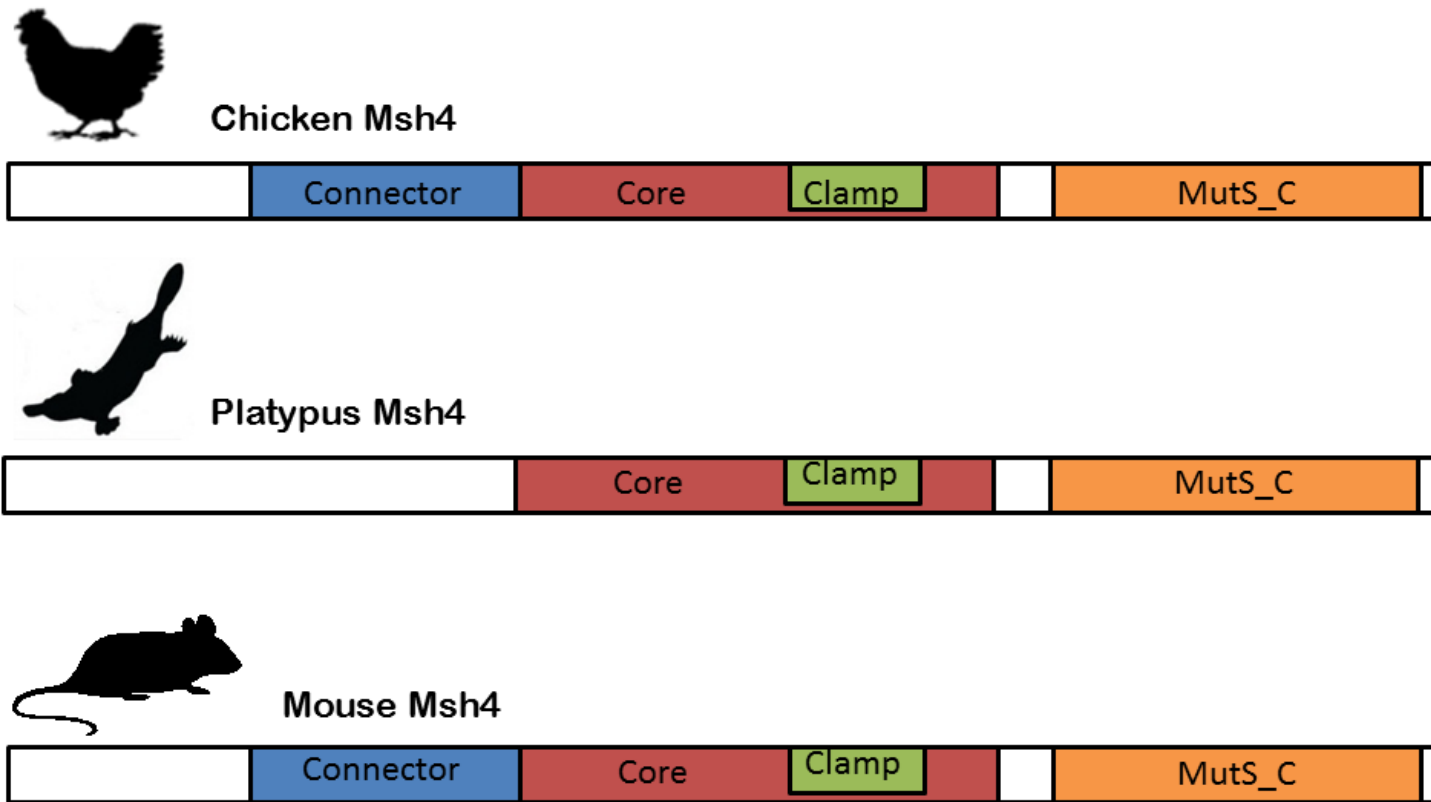 Chicken Msh4
Connector Core Clamp MutS_C
Platypus Msh4
Core Clamp MutS_C
Mouse Msh4
Connector Core Clamp MutS_C